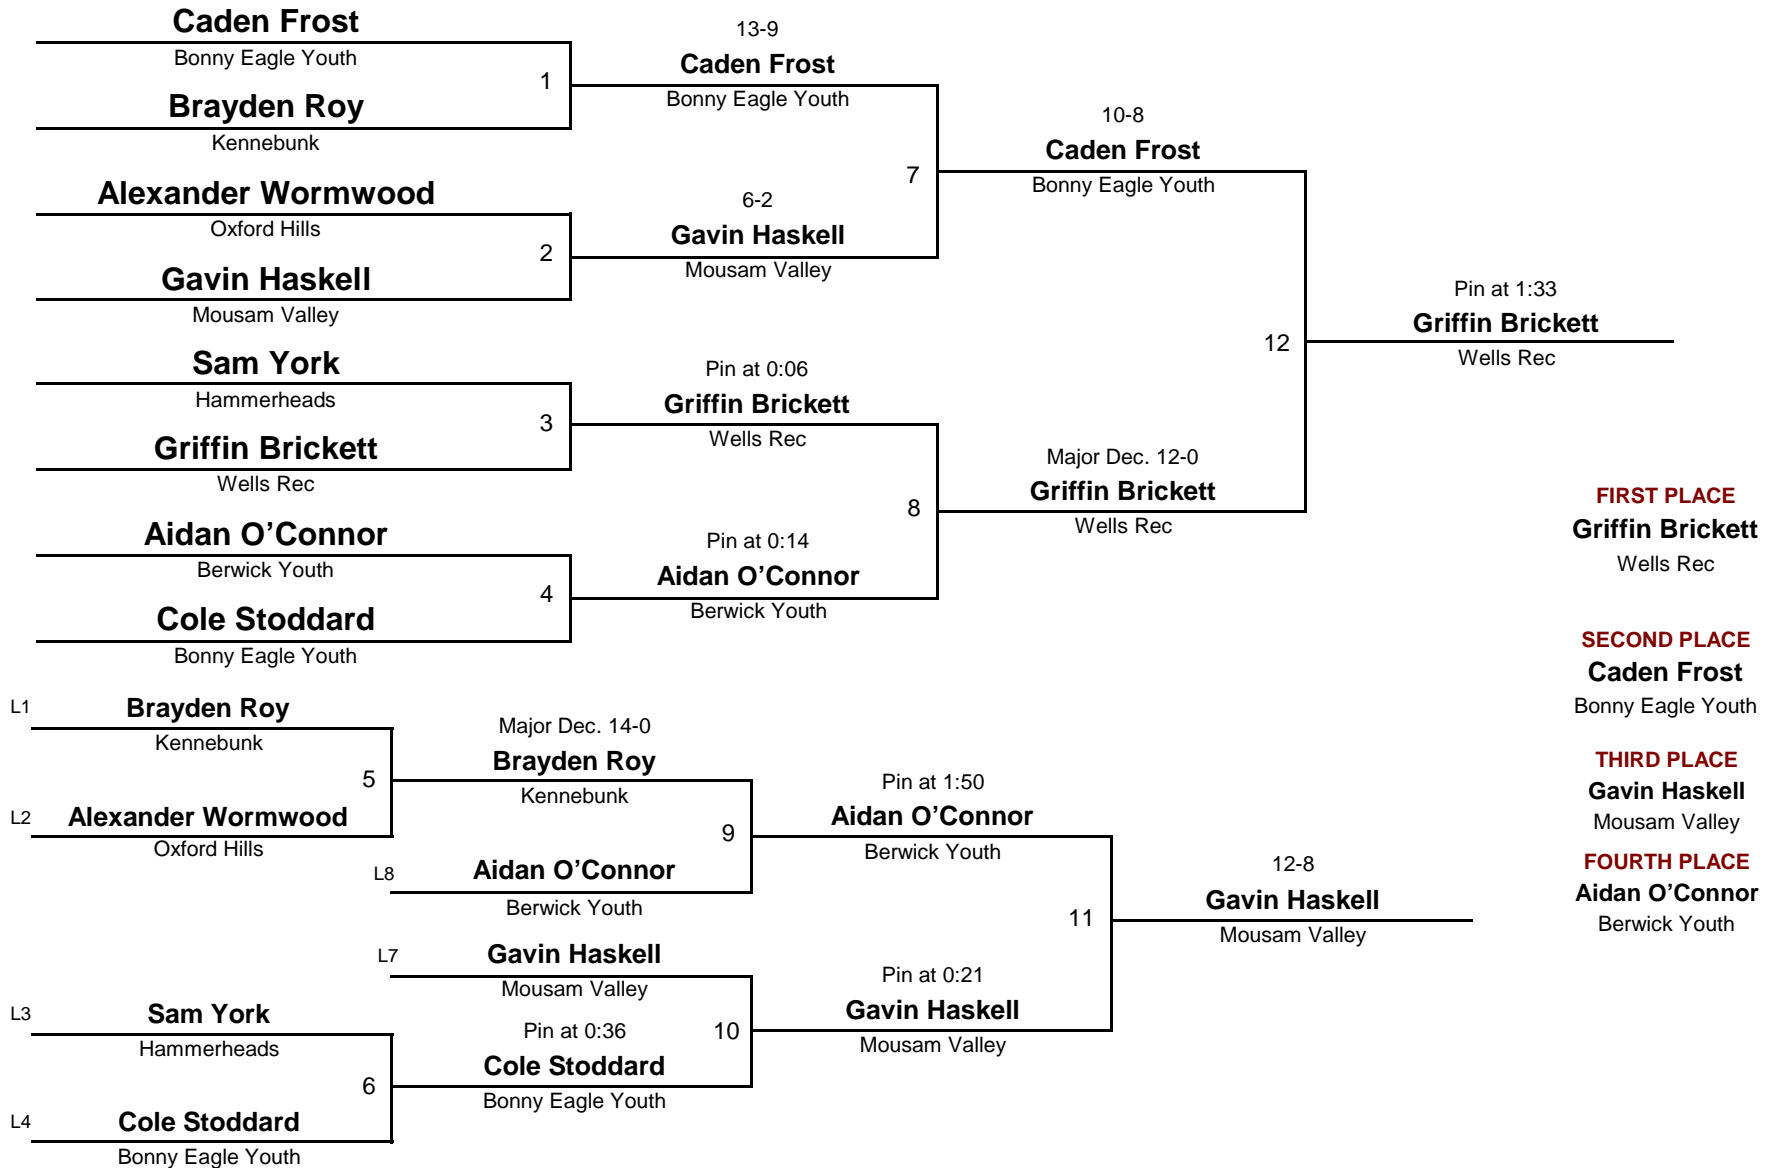 Caden Frost
Bonny Eagle Youth
1
Brayden Roy
Kennebunk
Alexander Wormwood
Oxford Hills
2
Gavin Haskell
Mousam Valley
Sam York
Hammerheads
3
Griffin Brickett
Wells Rec
Aidan O’Connor
Berwick Youth
4
Cole Stoddard
Bonny Eagle Youth
13-9
Caden Frost
Bonny Eagle Youth
7
6-2
Gavin Haskell
Mousam Valley
Pin at 0:06
Griffin Brickett
Wells Rec
8
Pin at 0:14
Aidan O’Connor
Berwick Youth
10-8
Caden Frost
Bonny Eagle Youth
12
Major Dec. 12-0
Griffin Brickett
Wells Rec
Pin at 1:33
Griffin Brickett
Wells Rec
FIRST PLACE
Griffin Brickett
Wells Rec
SECOND PLACE
Caden Frost
Bonny Eagle Youth
THIRD PLACE
Gavin Haskell
Mousam Valley
FOURTH PLACE
Aidan O’Connor
Berwick Youth
L1 Brayden Roy
Kennebunk
5
L2 Alexander Wormwood
Oxford Hills
L3 Sam York
Hammerheads
6
L4 Cole Stoddard
Bonny Eagle Youth
Major Dec. 14-0
Brayden Roy
Kennebunk
9
L8 Aidan O’Connor
Berwick Youth
L7 Gavin Haskell
Mousam Valley
Pin at 0:36
10
Cole Stoddard
Bonny Eagle Youth
Pin at 1:50
Aidan O’Connor
Berwick Youth
11
Pin at 0:21
Gavin Haskell
Mousam Valley
12-8
Gavin Haskell
Mousam Valley